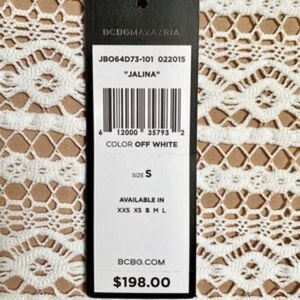 BCBGMAXAZRIA
JBO64D73-101 022015
"JALINA"
6 12000 35793 2
COLOR OFF WHITE
SIZE S
AVAILABLE IN
XXS XS S M L
BCBG.COM
$198.00